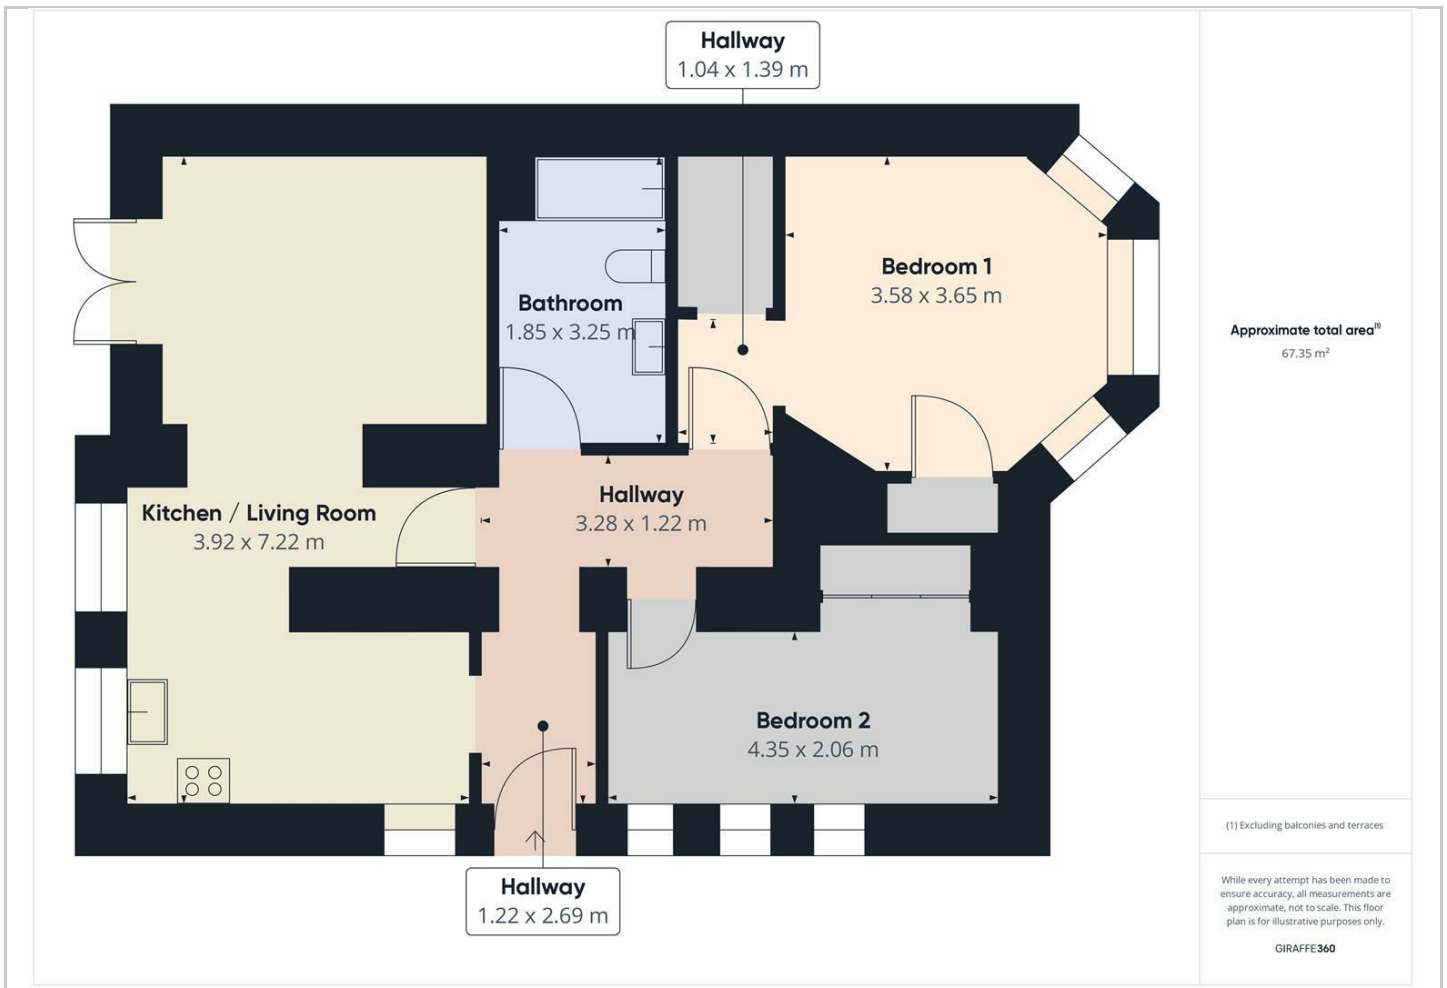 Hallway
1.04 x 1.39 m
Bedroom 1
3.58 x 3.65 m
Bathroom
1.85 x 3.25 m
Hallway
3.28 x 1.22 m
Kitchen / Living Room
3.92 x 7.22 m
Bedroom 2
4.35 x 2.06 m
Hallway
1.22 x 2.69 m
Approximate total area(1)
67.35 m²
(1) Excluding balconies and terraces
While every attempt has been made to
ensure accuracy, all measurements are
approximate, not to scale. This floor
plan is for illustrative purposes only.
GIRAFFE360